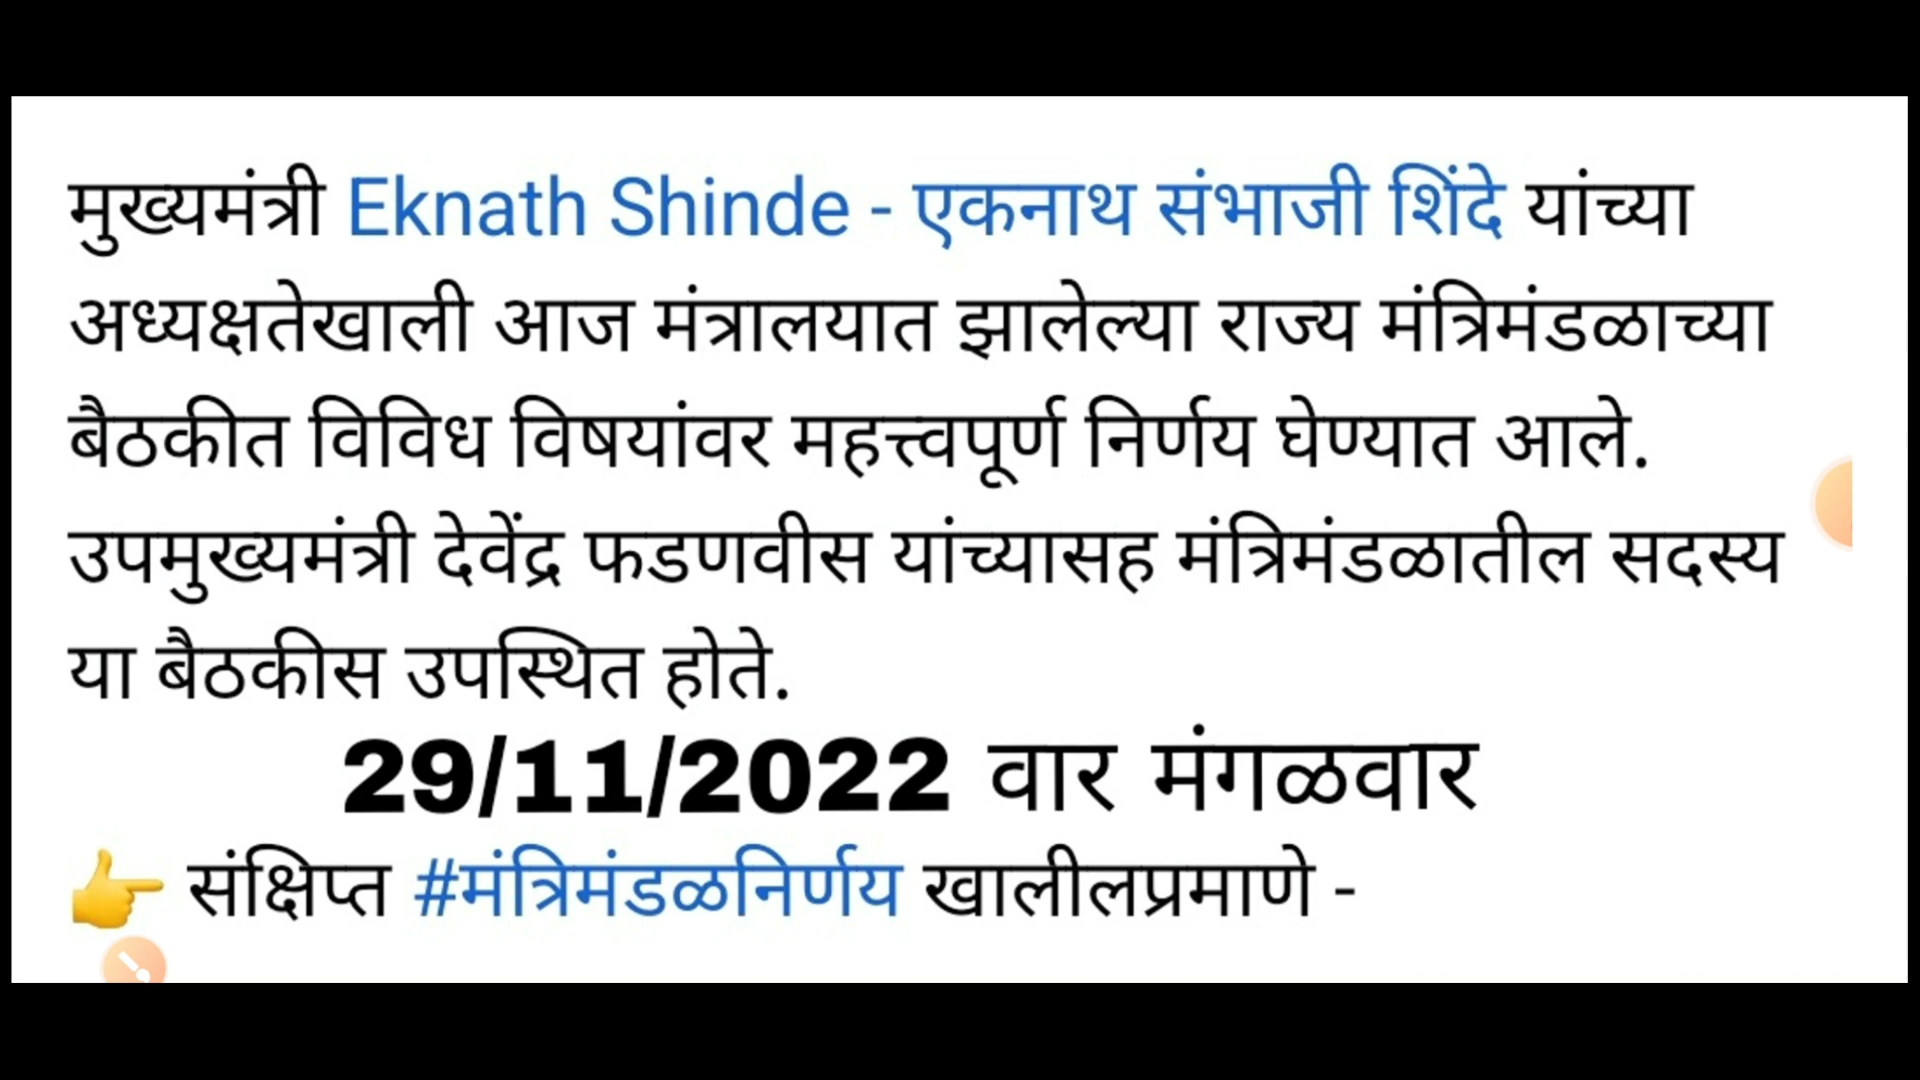 मुख्यमंत्री Eknath Shinde - एकनाथ संभाजी शिंदे यांच्या
अध्यक्षतेखाली आज मंत्रालयात झालेल्या राज्य मंत्रिमंडळाच्या
बैठकीत विविध विषयांवर महत्त्वपूर्ण निर्णय घेण्यात आले.
उपमुख्यमंत्री देवेंद्र फडणवीस यांच्यासह मंत्रिमंडळातील सदस्य
या बैठकीस उपस्थित होते.
29/11/2022 वार मंगळवार
👉 संक्षिप्त #मंत्रिमंडळनिर्णय खालीलप्रमाणे -